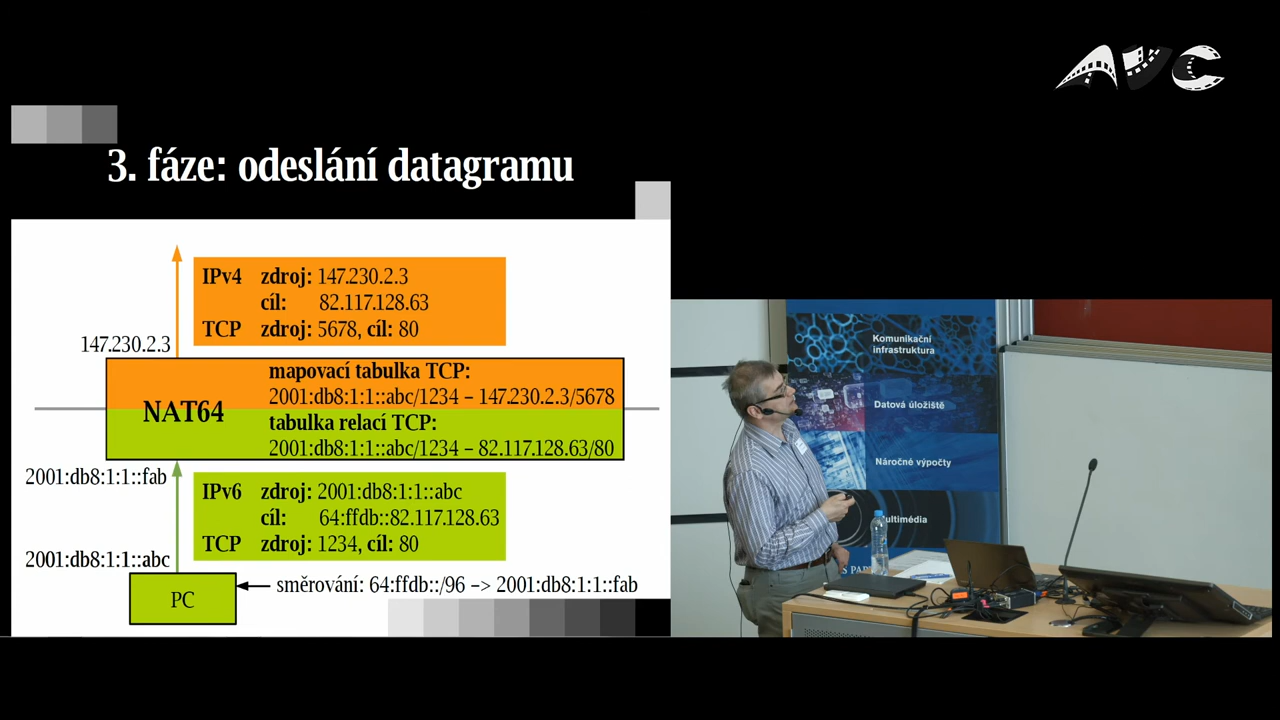 AVC
3. fáze: odeslání datagramu
IPv4 zdroj: 147.230.2.3
cíl: 82.117.128.63
TCP zdroj: 5678, cíl: 80
147.230.2.3
mapovací tabulka TCP:
2001:db8:1:1::abc/1234 – 147.230.2.3/5678
NAT64
tabulka relací TCP:
2001:db8:1:1::abc/1234 – 82.117.128.63/80
2001:db8:1:1::fab
IPv6 zdroj: 2001:db8:1:1::abc
cíl: 64:ffdb::82.117.128.63
TCP zdroj: 1234, cíl: 80
2001:db8:1:1::abc
PC
směrování: 64:ffdb::/96 –> 2001:db8:1:1::fab
Komunikační
infrastruktura
Datová úložiště
Náročné výpočty
ultimédia